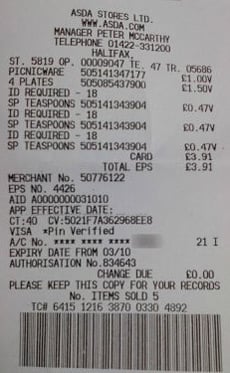 ASDA STORES LTD.
WWW.ASDA.COM
MANAGER PETER MCCARTHY
TELEPHONE 01422-331200
HALIFAX.
ST. 5819 OP. 00009047 TE. 47 TR. 05686
PICNICWARE 505141347177 £1.00V
4 PLATES 505085437900 £1.50V
ID REQUIRED - 18
SP TEASPOONS 505141343904 £0.47V
ID REQUIRED - 18
SP TEASPOONS 505141343904 £0.47V
ID REQUIRED - 18
SP TEASPOONS 505141343904 £0.47V
CARD £3.91
TOTAL EPS £3.91
MERCHANT No. 50776122
EPS NO. 4426
AID A0000000031010
APP EFFECTIVE DATE:
CT:40 CV:5021F7A362968EE8
VISA *Pin Verified
A/C No. **** **** **** 21 I
EXPIRY DATE FROM 03/10
AUTHORISATION No.834643
CHANGE DUE £0.00
PLEASE KEEP THIS COPY FOR YOUR RECORDS
No. ITEMS SOLD 5
TC# 6415 1216 3870 0330 4892